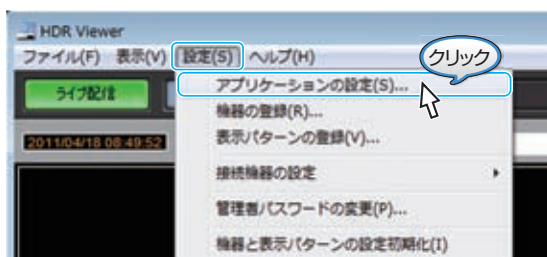 HDR Viewer
ファイル(F) 表示(V) 設定(S) ヘルプ(H)
クリック
ライブ配信
アプリケーションの設定(S)...
機器の登録(R)...
2011/04/18 08:49:52
表示パターンの登録(V)...
接続機器の設定
管理者パスワードの変更(P)...
機器と表示パターンの設定初期化(I)